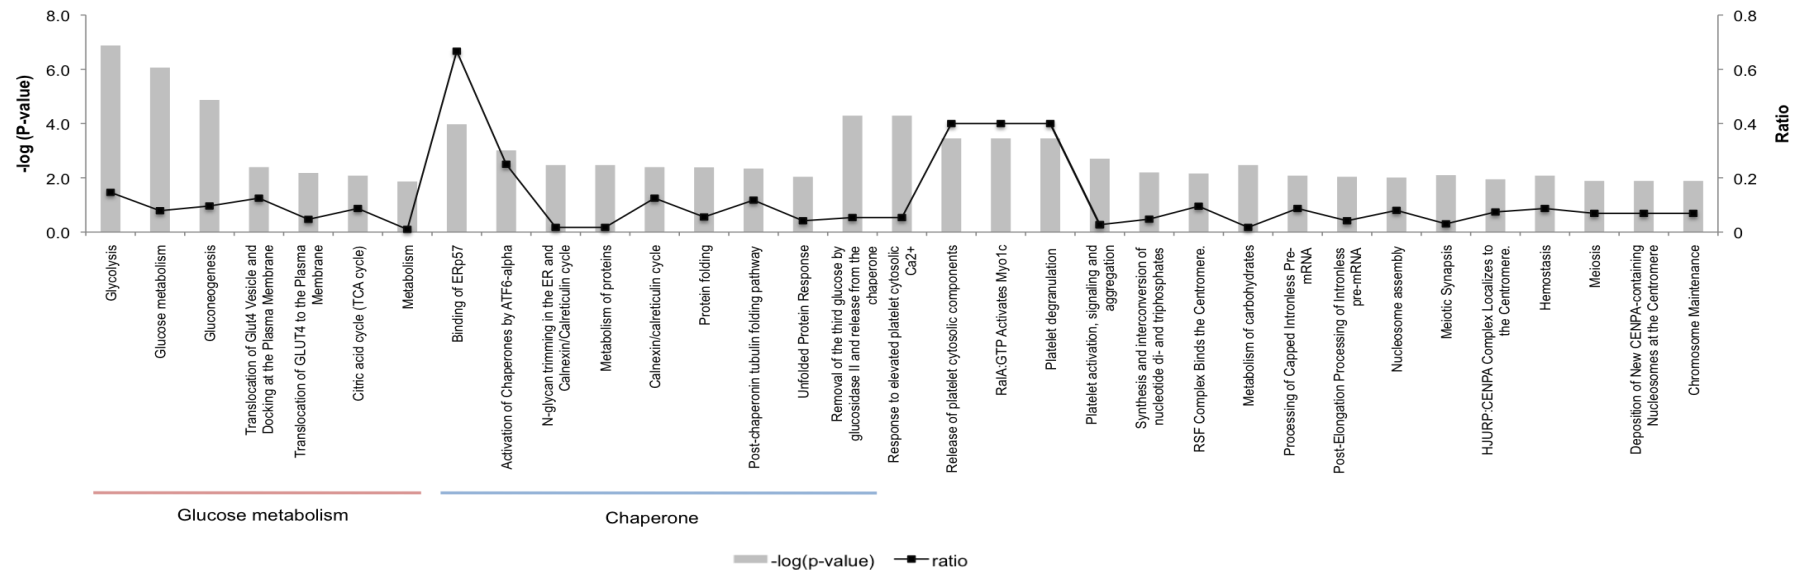 8.0
6.0
4.0
2.0
0.0
-log (P-value)
0.8
0.6
0.4
0.2
0
Ratio
Glycolysis
Glucose metabolism
Gluconeogenesis
Translocation of Glut4 Vesicle and
Docking at the Plasma Membrane
Translocation of GLUT4 to the Plasma
Membrane
Citric acid cycle (TCA cycle)
Metabolism
Binding of ERp57
Activation of Chaperones by ATF6-alpha
N-glycan trimming in the ER and
Calnexin/Calreticulin cycle
Metabolism of proteins
Calnexin/calreticulin cycle
Protein folding
Post-chaperonin tubulin folding pathway
Unfolded Protein Response
Removal of the third glucose by
glucosidase II and release from the
chaperone
Response to elevated platelet cytosolic
Ca2+
Release of platelet cytosolic components
RalA:GTP Activates Myo1c
Platelet degranulation
Platelet activation, signaling and
aggregation
Synthesis and interconversion of
nucleotide di- and triphosphates
RSF Complex Binds the Centromere.
Metabolism of carbohydrates
Processing of Capped Intronless Pre-
mRNA
Post-Elongation Processing of Intronless
pre-mRNA
Nucleosome assembly
Meiotic Synapsis
HJURP:CENPA Complex Localizes to
the Centromere.
Hemostasis
Meiosis
Deposition of New CENPA-containing
Nucleosomes at the Centromere
Chromosome Maintenance
Glucose metabolism
Chaperone
-log(p-value)
ratio